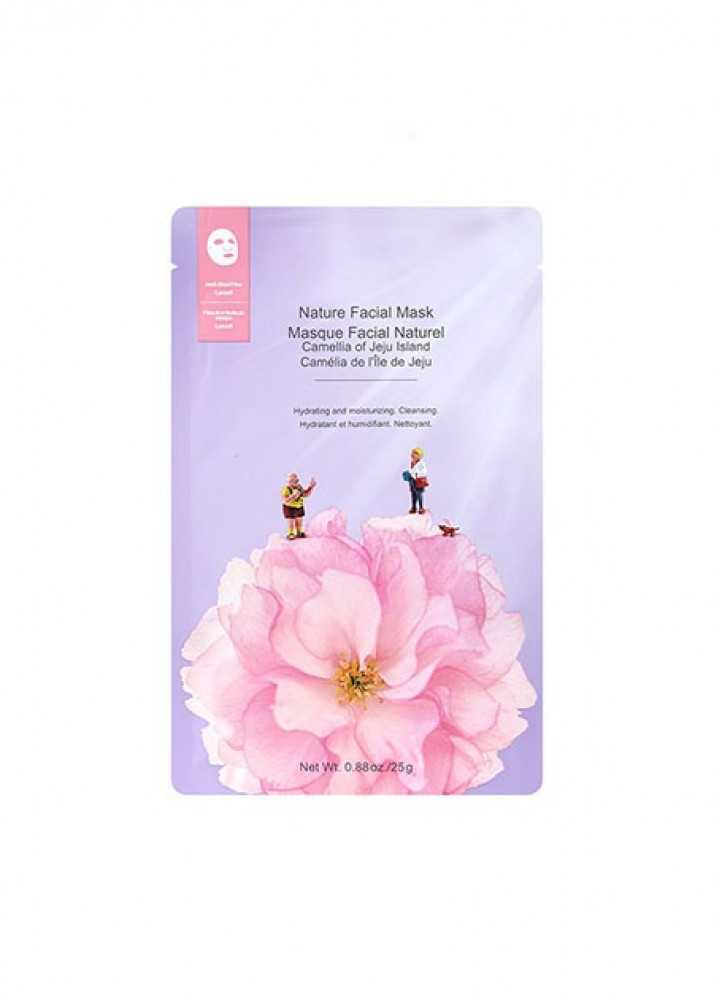 Nature Facial Mask
Masque Facial Naturel
Camellia of Jeju Island
Camélia de l'Île de Jeju
Hydrating and moisturizing. Cleansing.
Hydratant et humidifiant. Nettoyant.
Net Wt. 0.88oz./25g